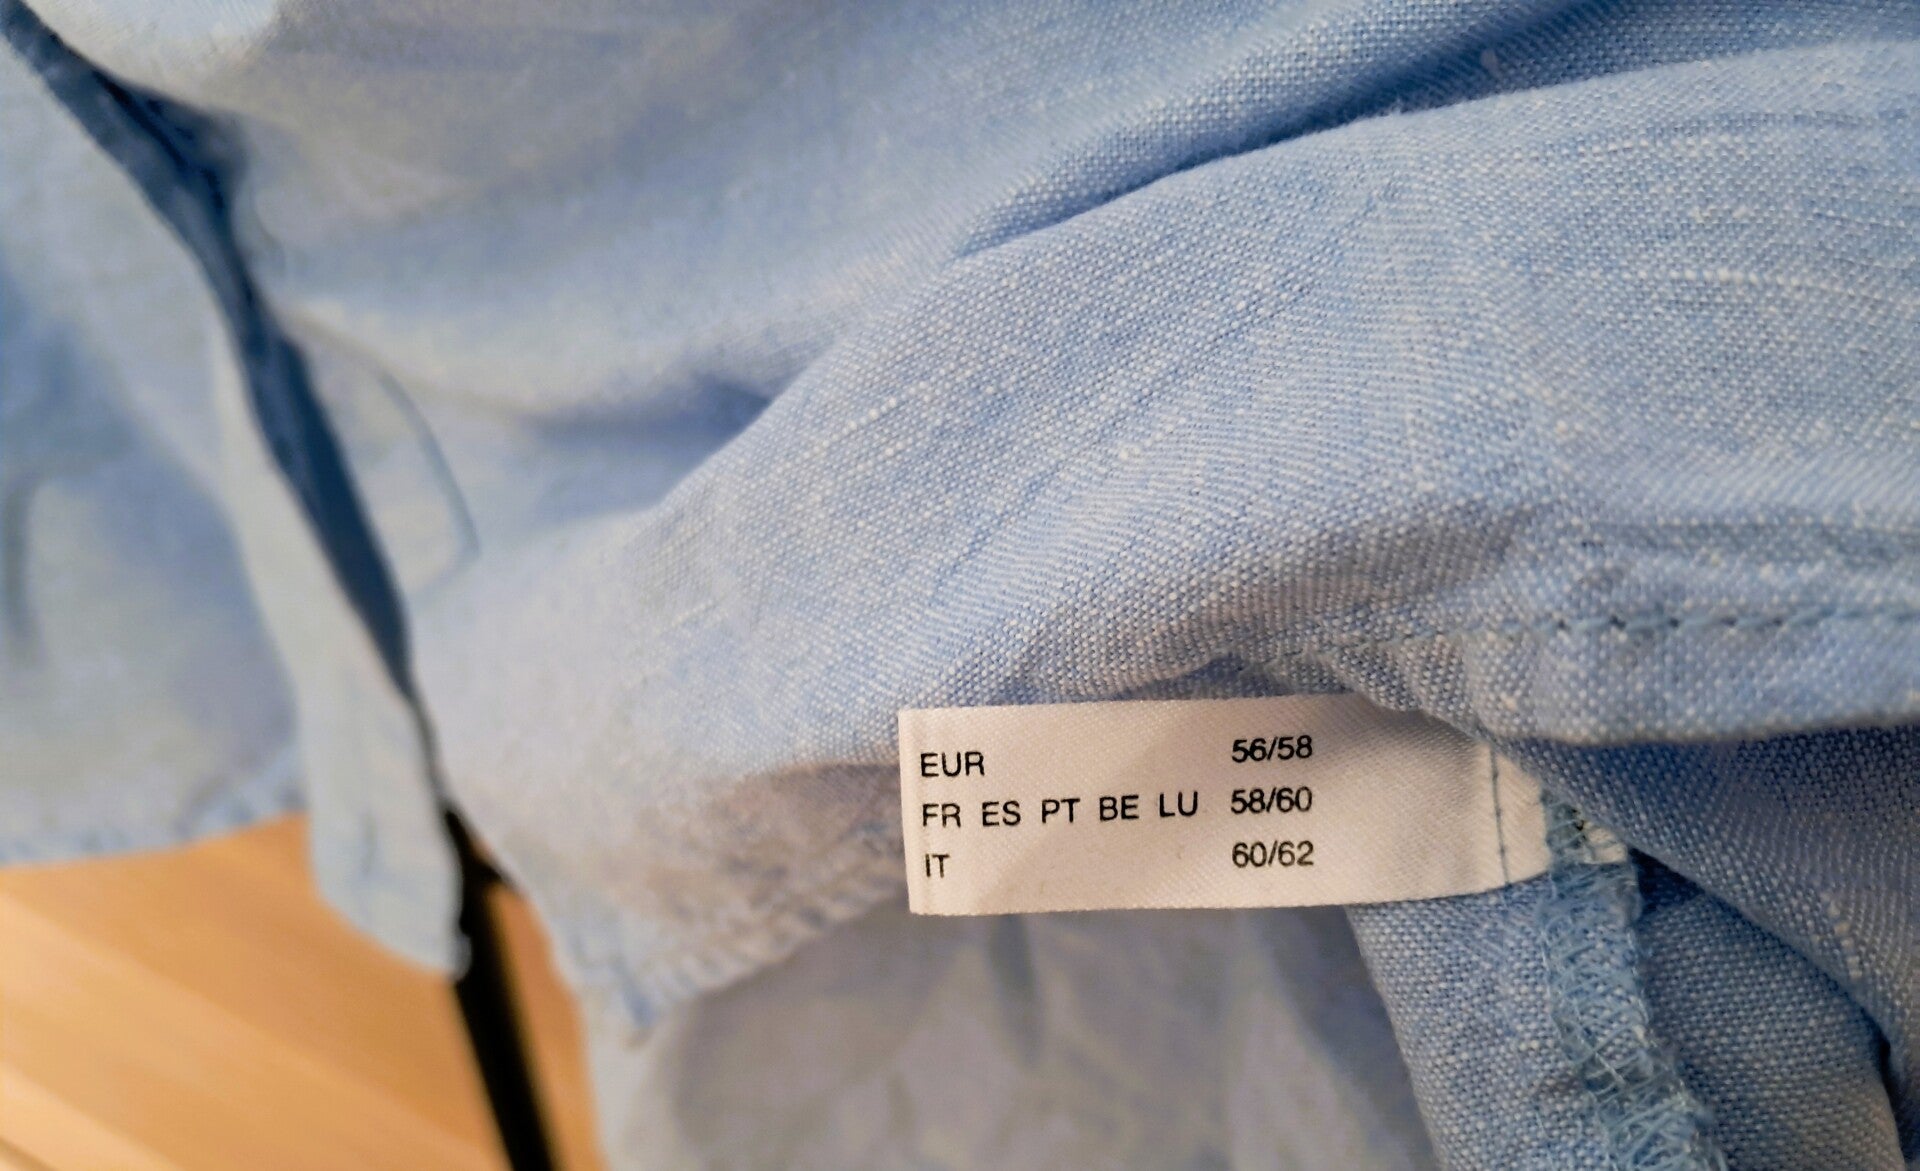 EUR 56/58
FR ES PT BE LU 58/60
IT 60/62